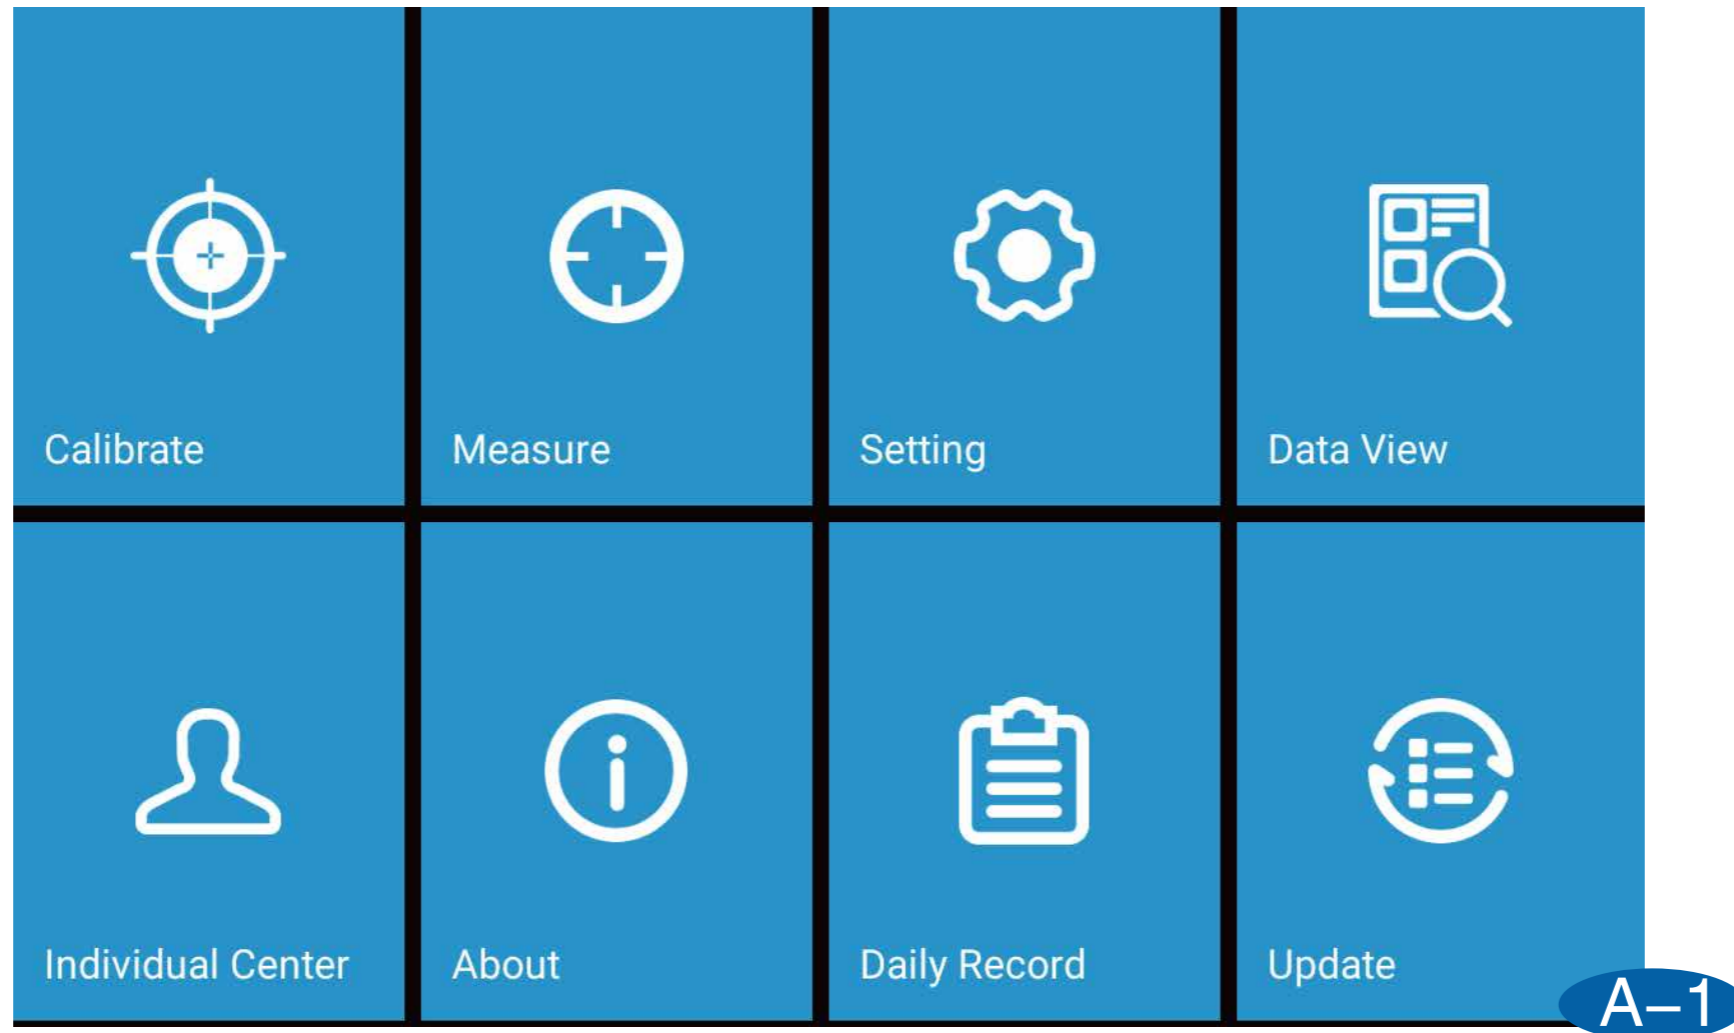 Calibrate
Measure
Setting
Data View
Individual Center
About
Daily Record
Update
A–1